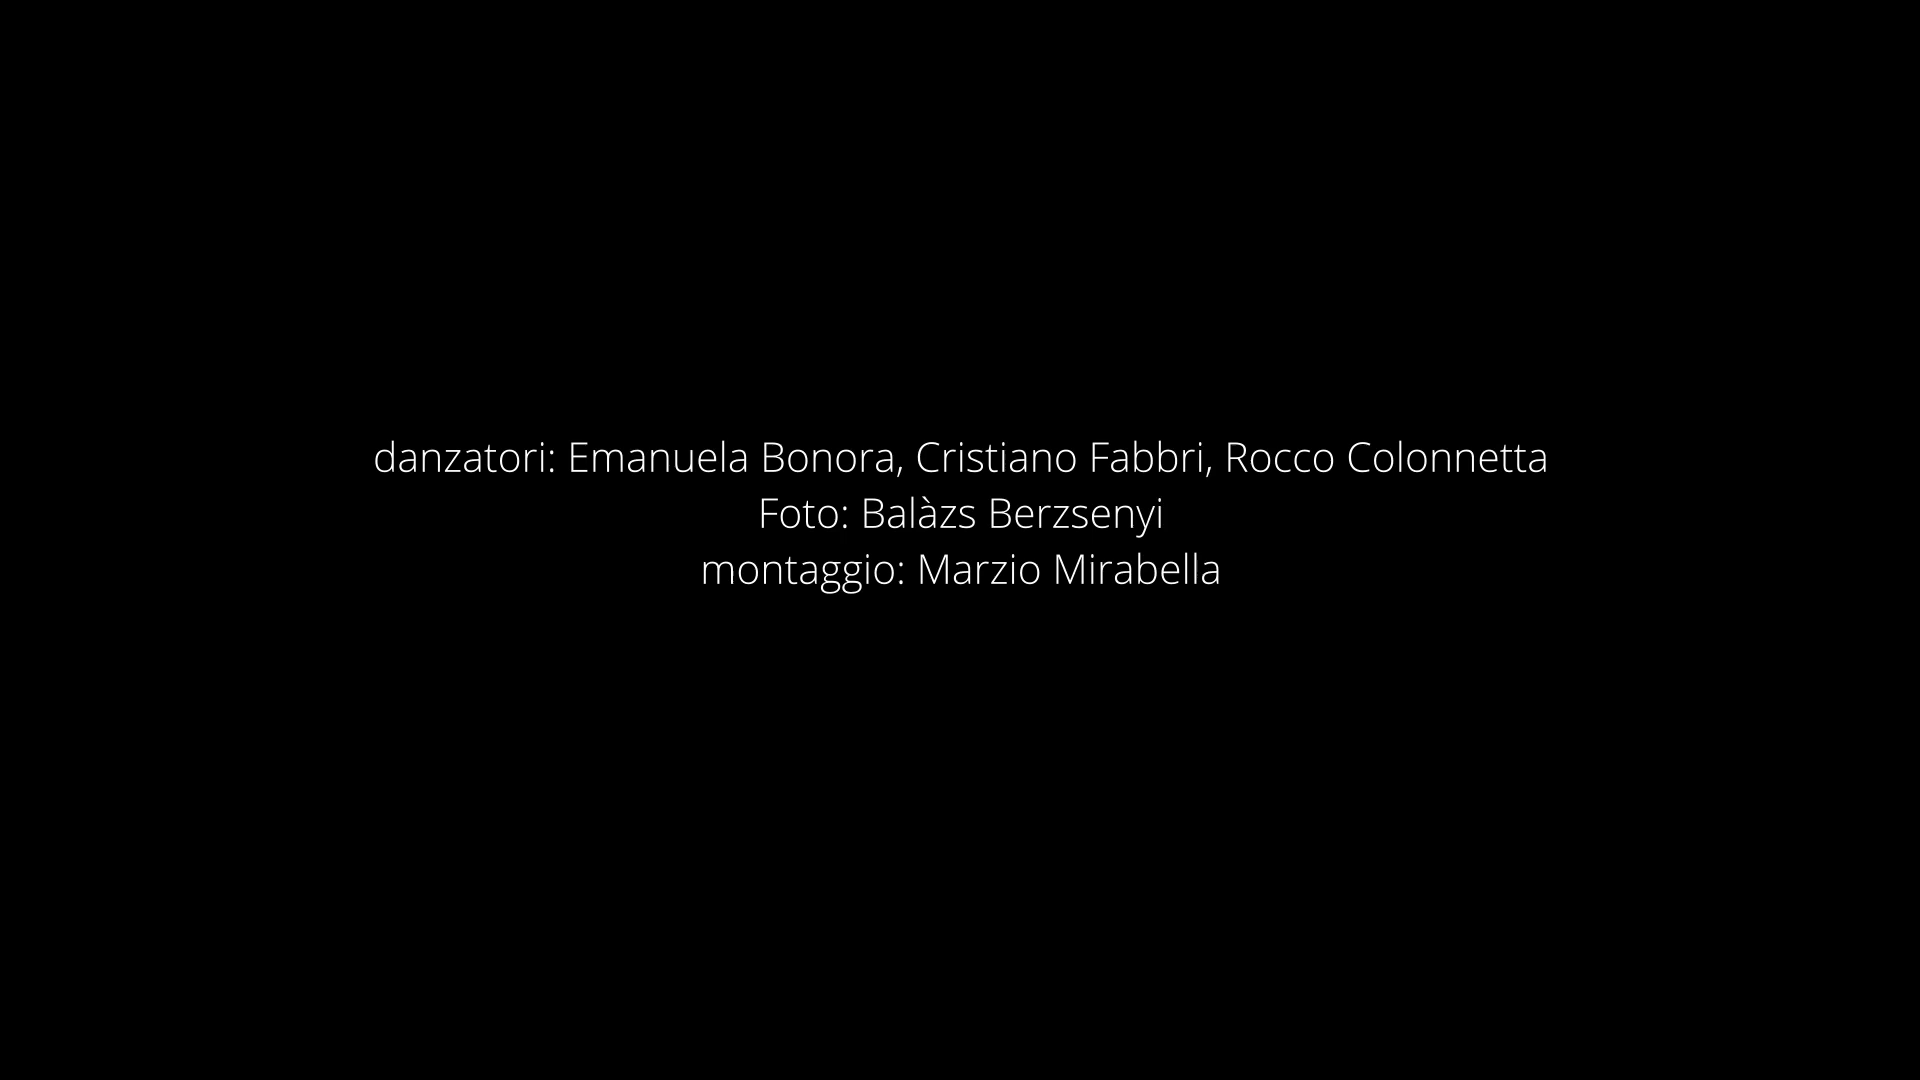 danzatori: Emanuela Bonora, Cristiano Fabbri, Rocco Colonnetta
Foto: Balàzs Berzsenyi
montaggio: Marzio Mirabella